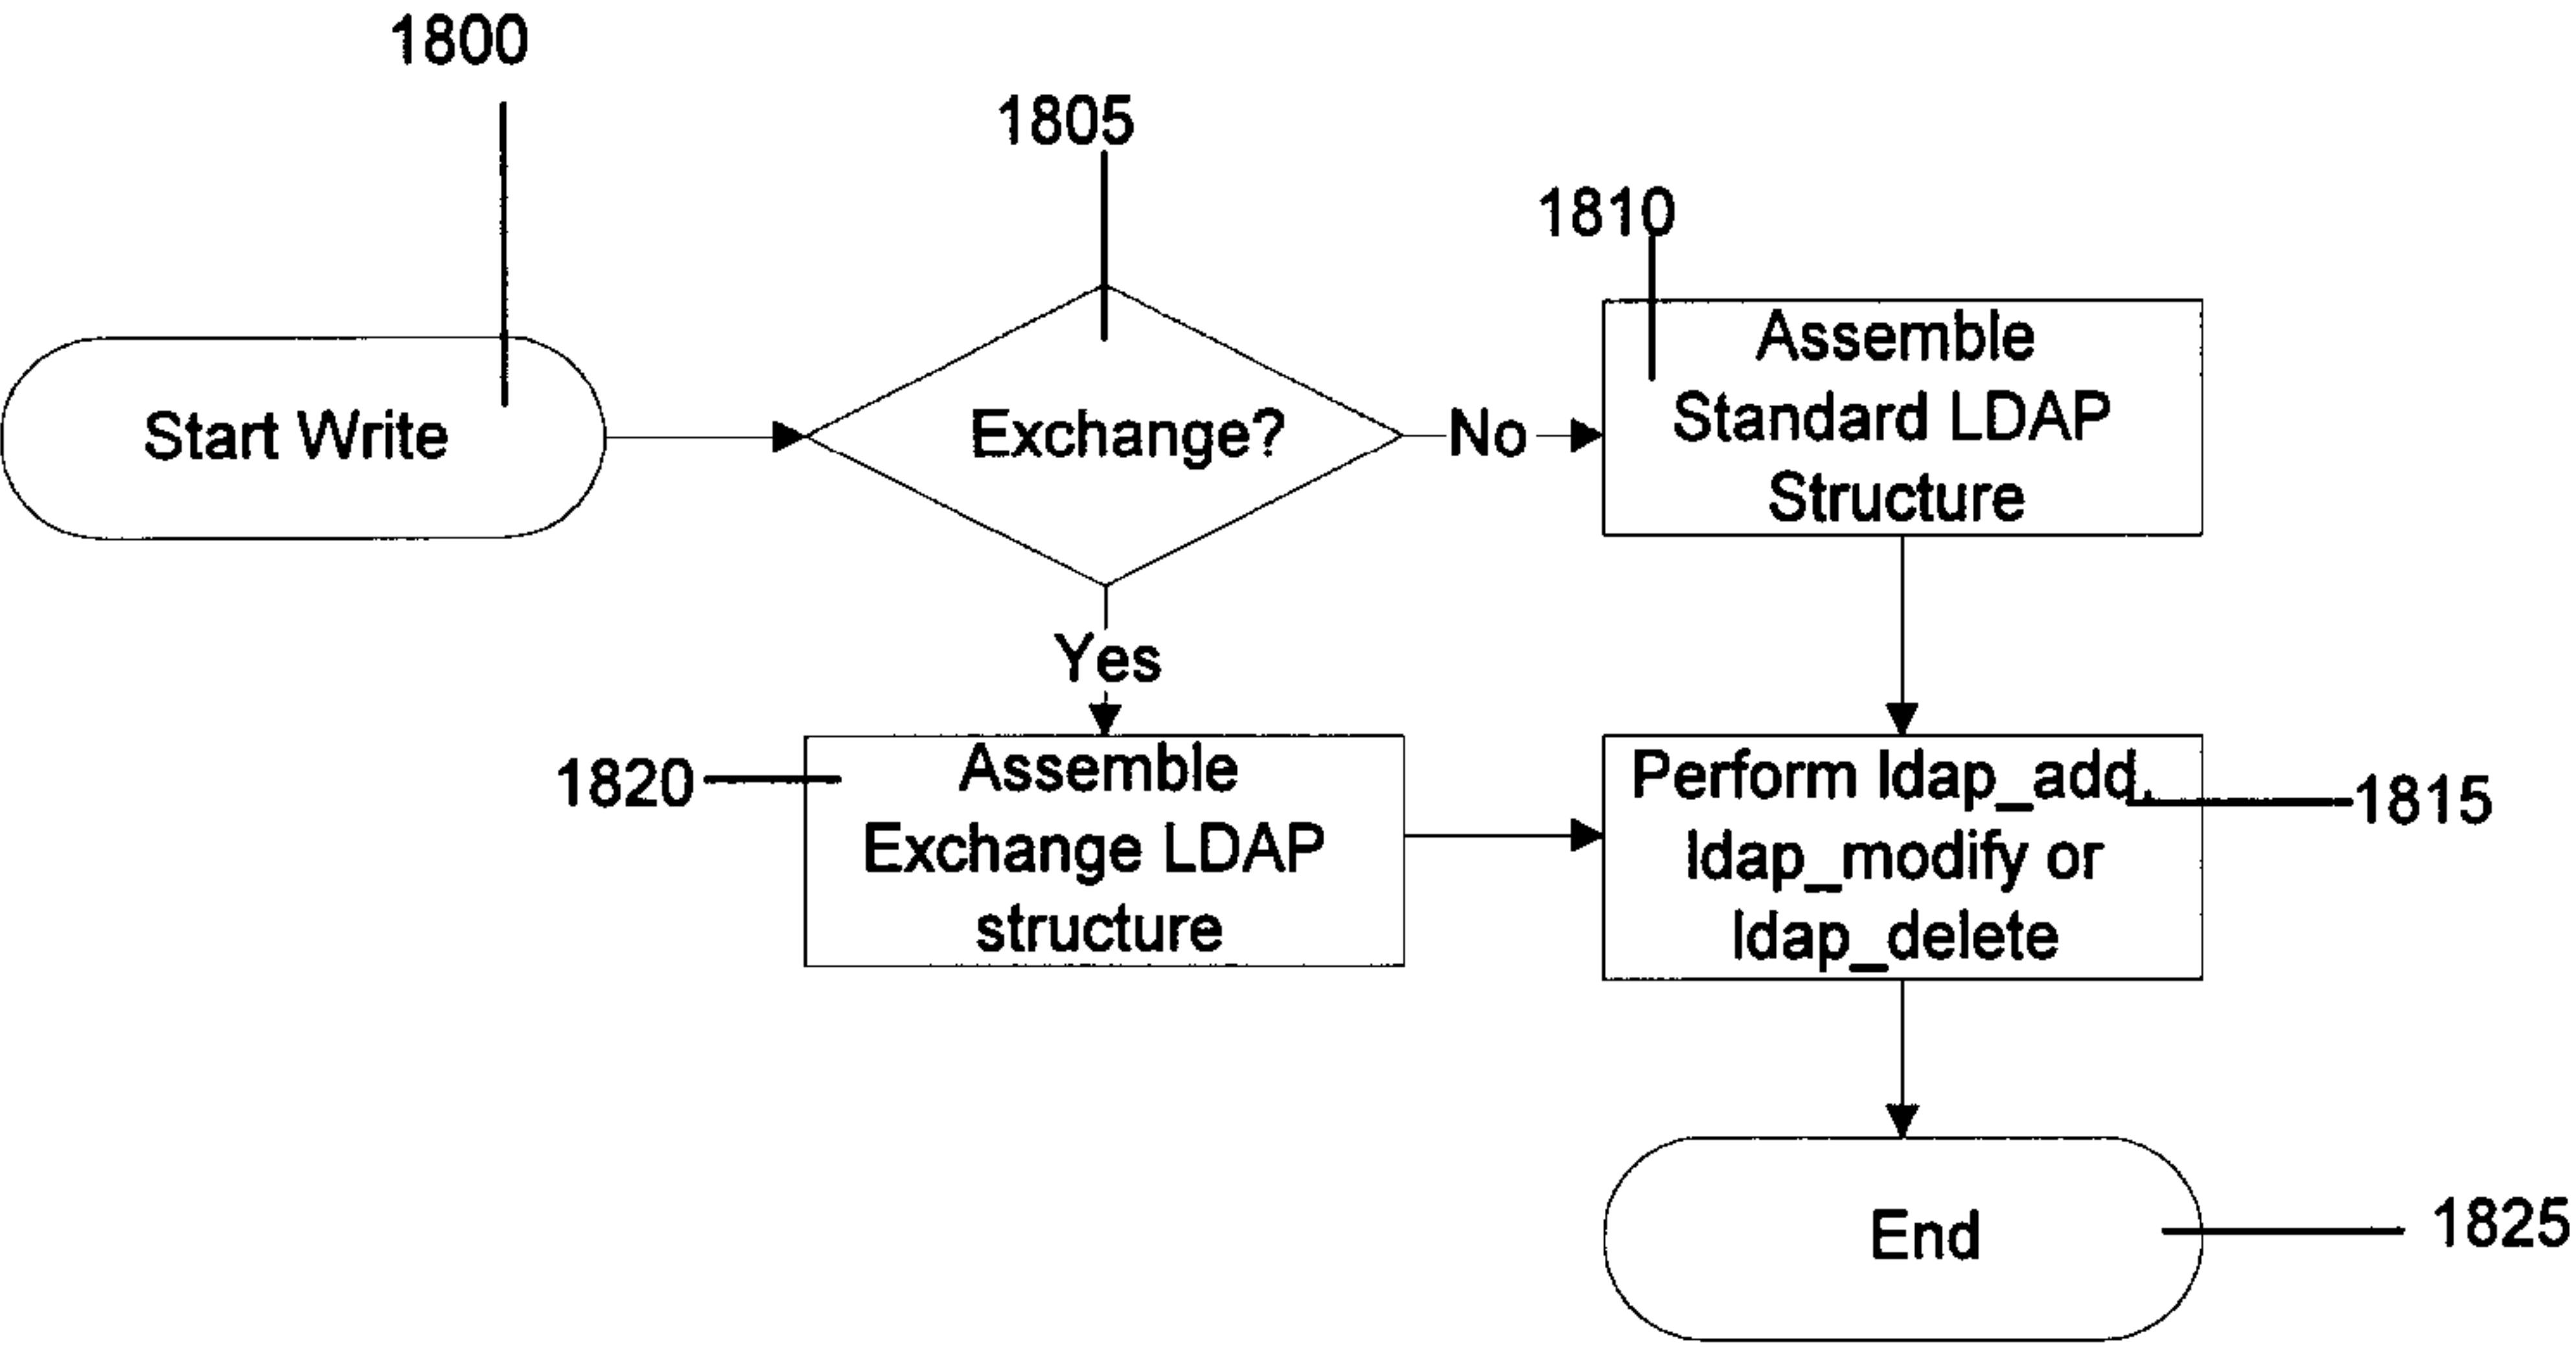 1800
1805
1810
Start Write
Exchange?
No
Assemble
Standard LDAP
Structure
Yes
1820
Assemble
Exchange LDAP
structure
Perform ldap_add,
ldap_modify or
ldap_delete
1815
End
1825